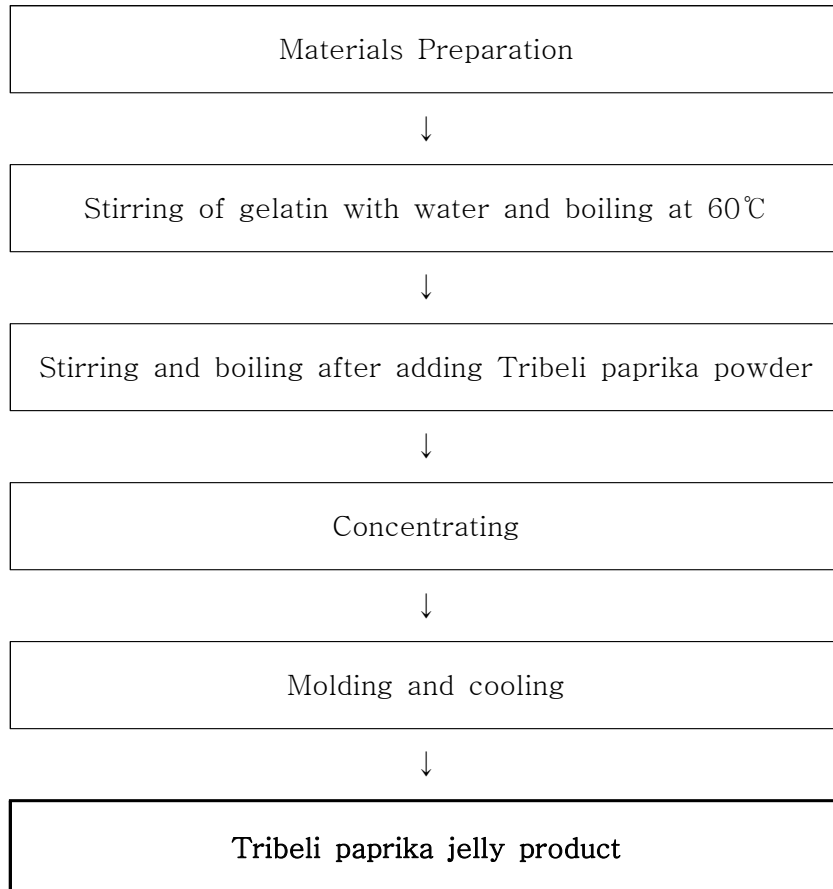 Materials Preparation
↓
Stirring of gelatin with water and boiling at 60℃
↓
Stirring and boiling after adding Tribeli paprika powder
↓
Concentrating
↓
Molding and cooling
↓
Tribeli paprika jelly product